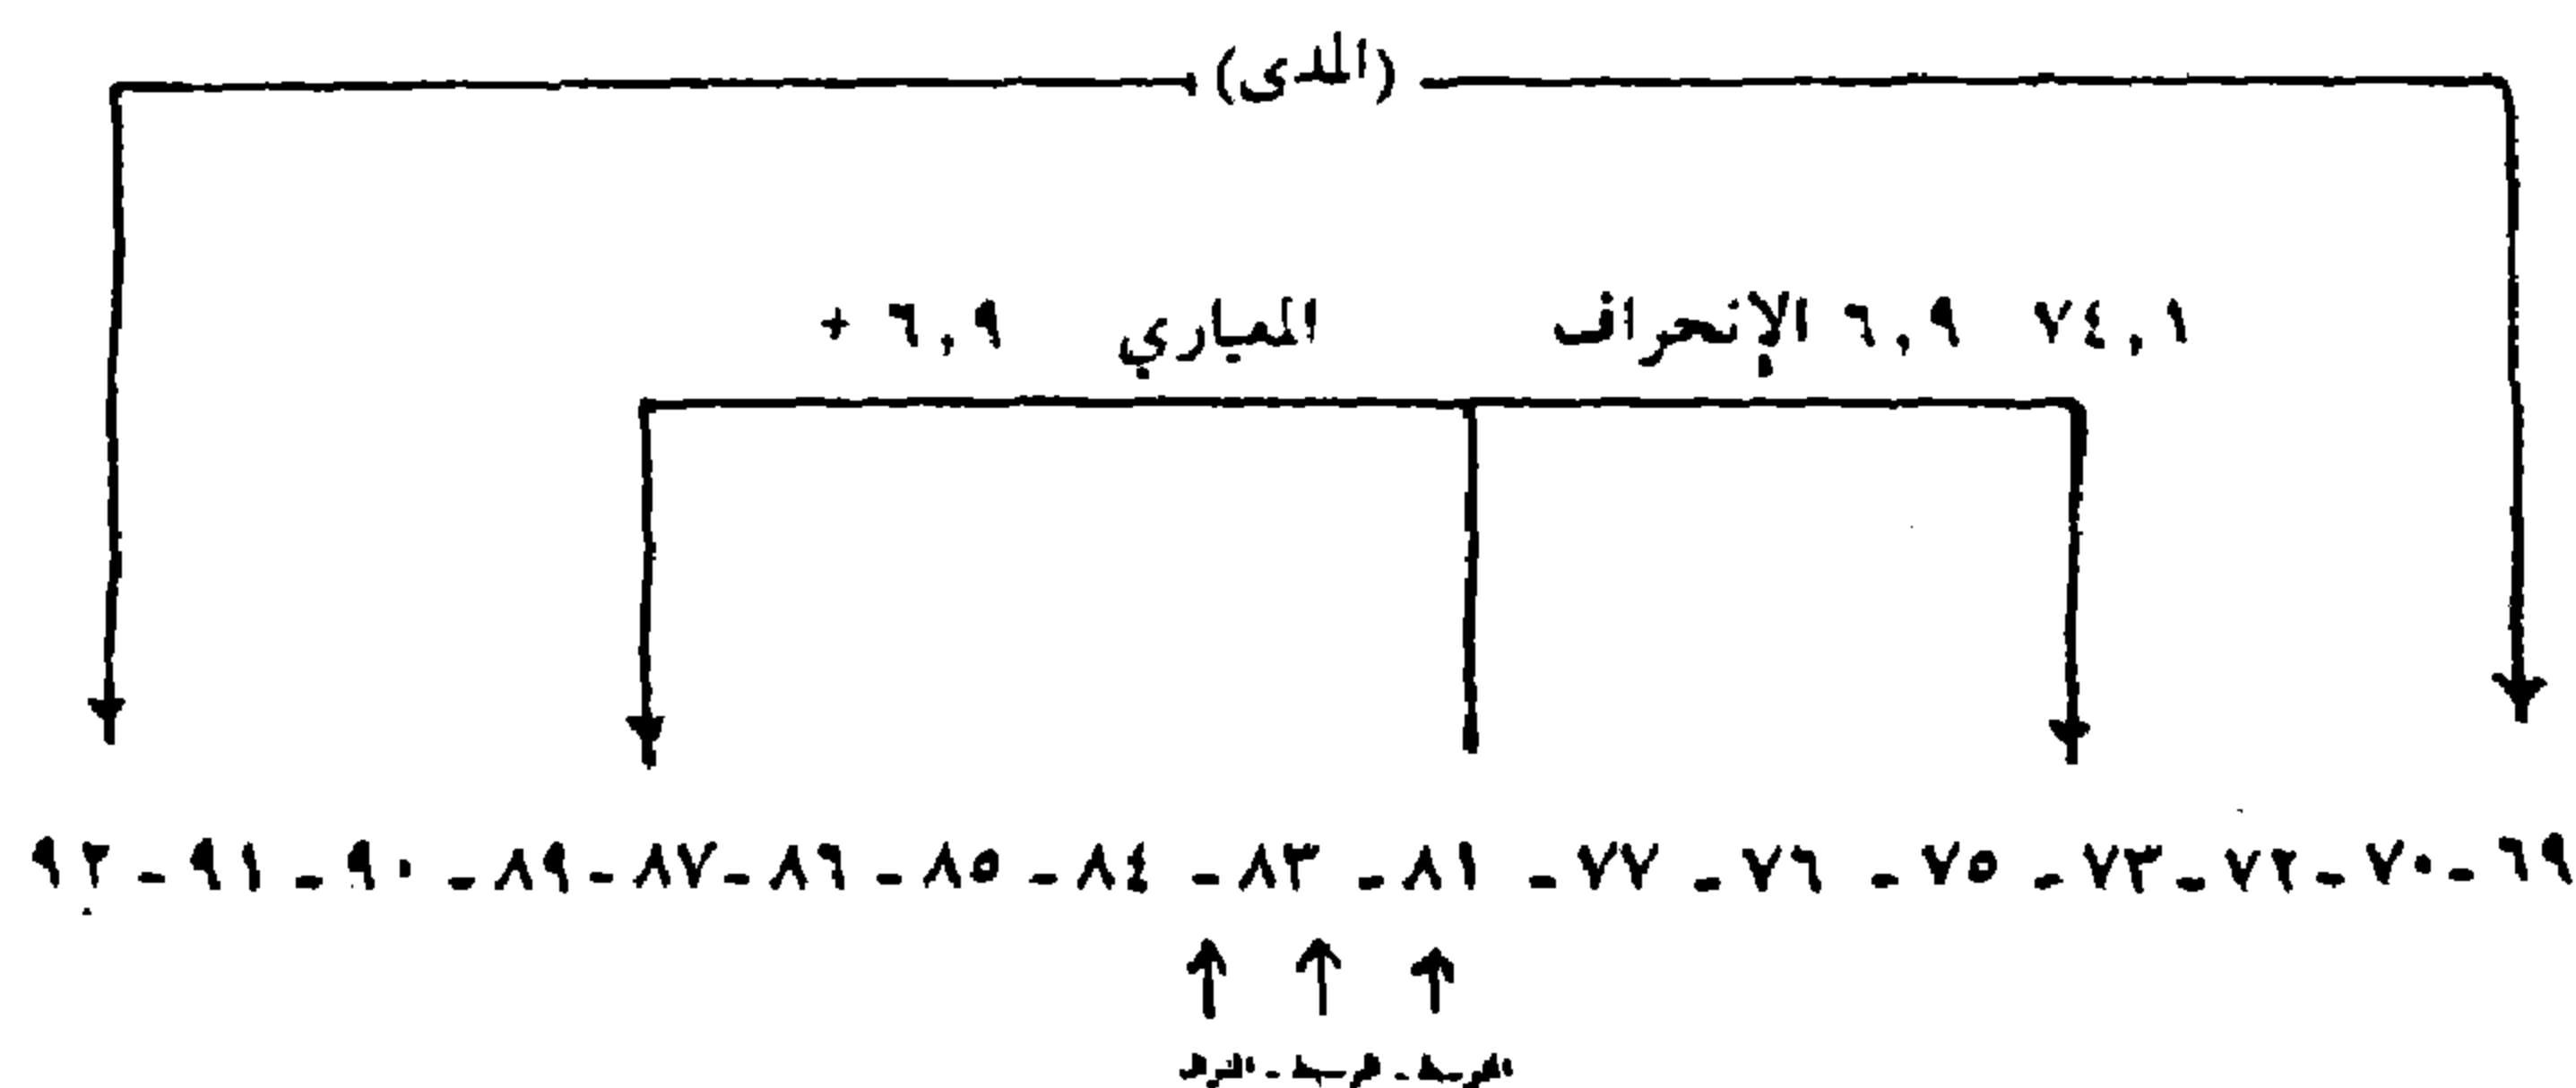 (المدى)
٧٤,١ ٦,٩ الإنحراف المعياري ٦,٩ +
٦٩ - ٧٠ - ٧٢ - ٧٣ - ٧٥ - ٧٦ - ٧٧ - ٨١ - ٨٣ - ٨٤ - ٨٥ - ٨٦ - ٨٧ - ٨٩ - ٩٠ - ٩١ - ٩٢